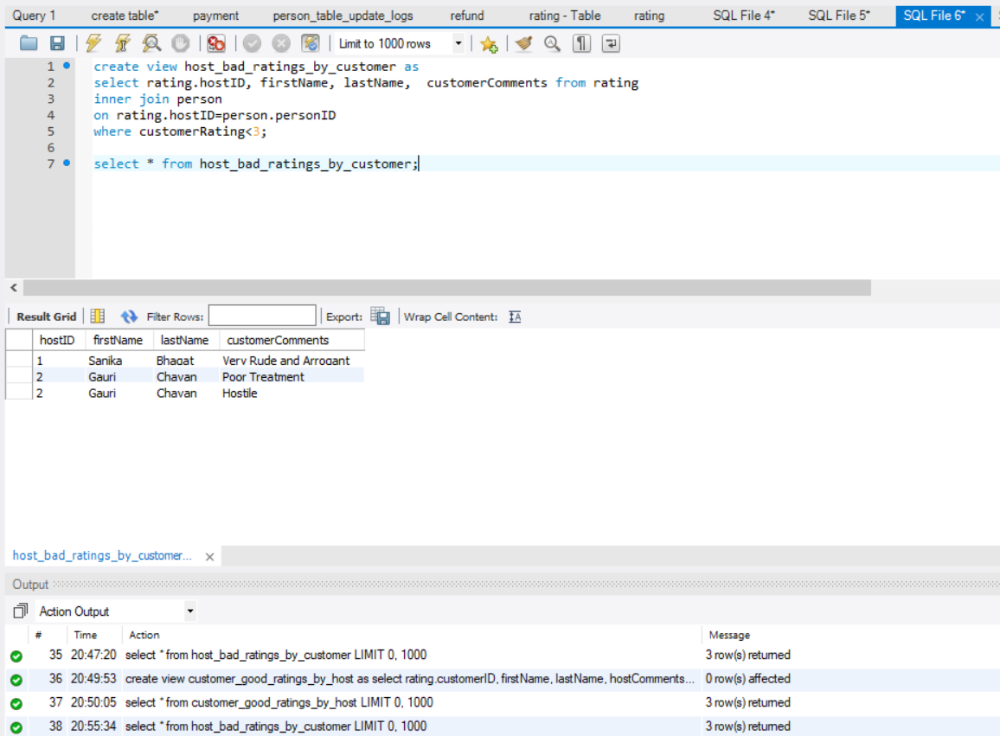 Query 1 create table* payment person_table_update_logs refund rating - Table rating SQL File 4* SQL File 5* SQL File 6*
Limit to 1000 rows
1 create view host_bad_ratings_by_customer as
2 select rating.hostID, firstName, lastName,  customerComments from rating
3 inner join person
4 on rating.hostID=person.personID
5 where customerRating<3;
6
7 select * from host_bad_ratings_by_customer;
Result Grid Filter Rows: Export: Wrap Cell Content:
hostID firstName lastName customerComments
1 Sanika Bhagat Very Rude and Arrogant
2 Gauri Chavan Poor Treatment
2 Gauri Chavan Hostile
host_bad_ratings_by_customer...
Output
Action Output
# Time Action Message
35 20:47:20 select * from host_bad_ratings_by_customer LIMIT 0, 1000 3 row(s) returned
36 20:49:53 create view customer_good_ratings_by_host as select rating.customerID, firstName, lastName, hostComments... 0 row(s) affected
37 20:50:05 select * from customer_good_ratings_by_host LIMIT 0, 1000 3 row(s) returned
38 20:55:34 select * from host_bad_ratings_by_customer LIMIT 0, 1000 3 row(s) returned